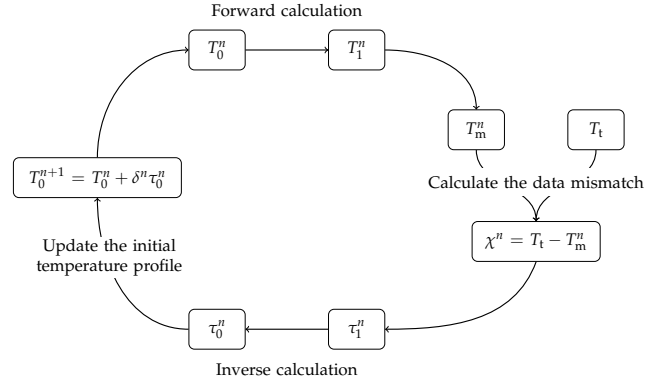 Forward calculation
T_0^n
T_1^n
T_m^n
T_t
Calculate the data mismatch
χ^n = T_t − T_m^n
T_0^{n+1} = T_0^n + δ^n τ_0^n
Update the initial
temperature profile
τ_0^n
τ_1^n
Inverse calculation